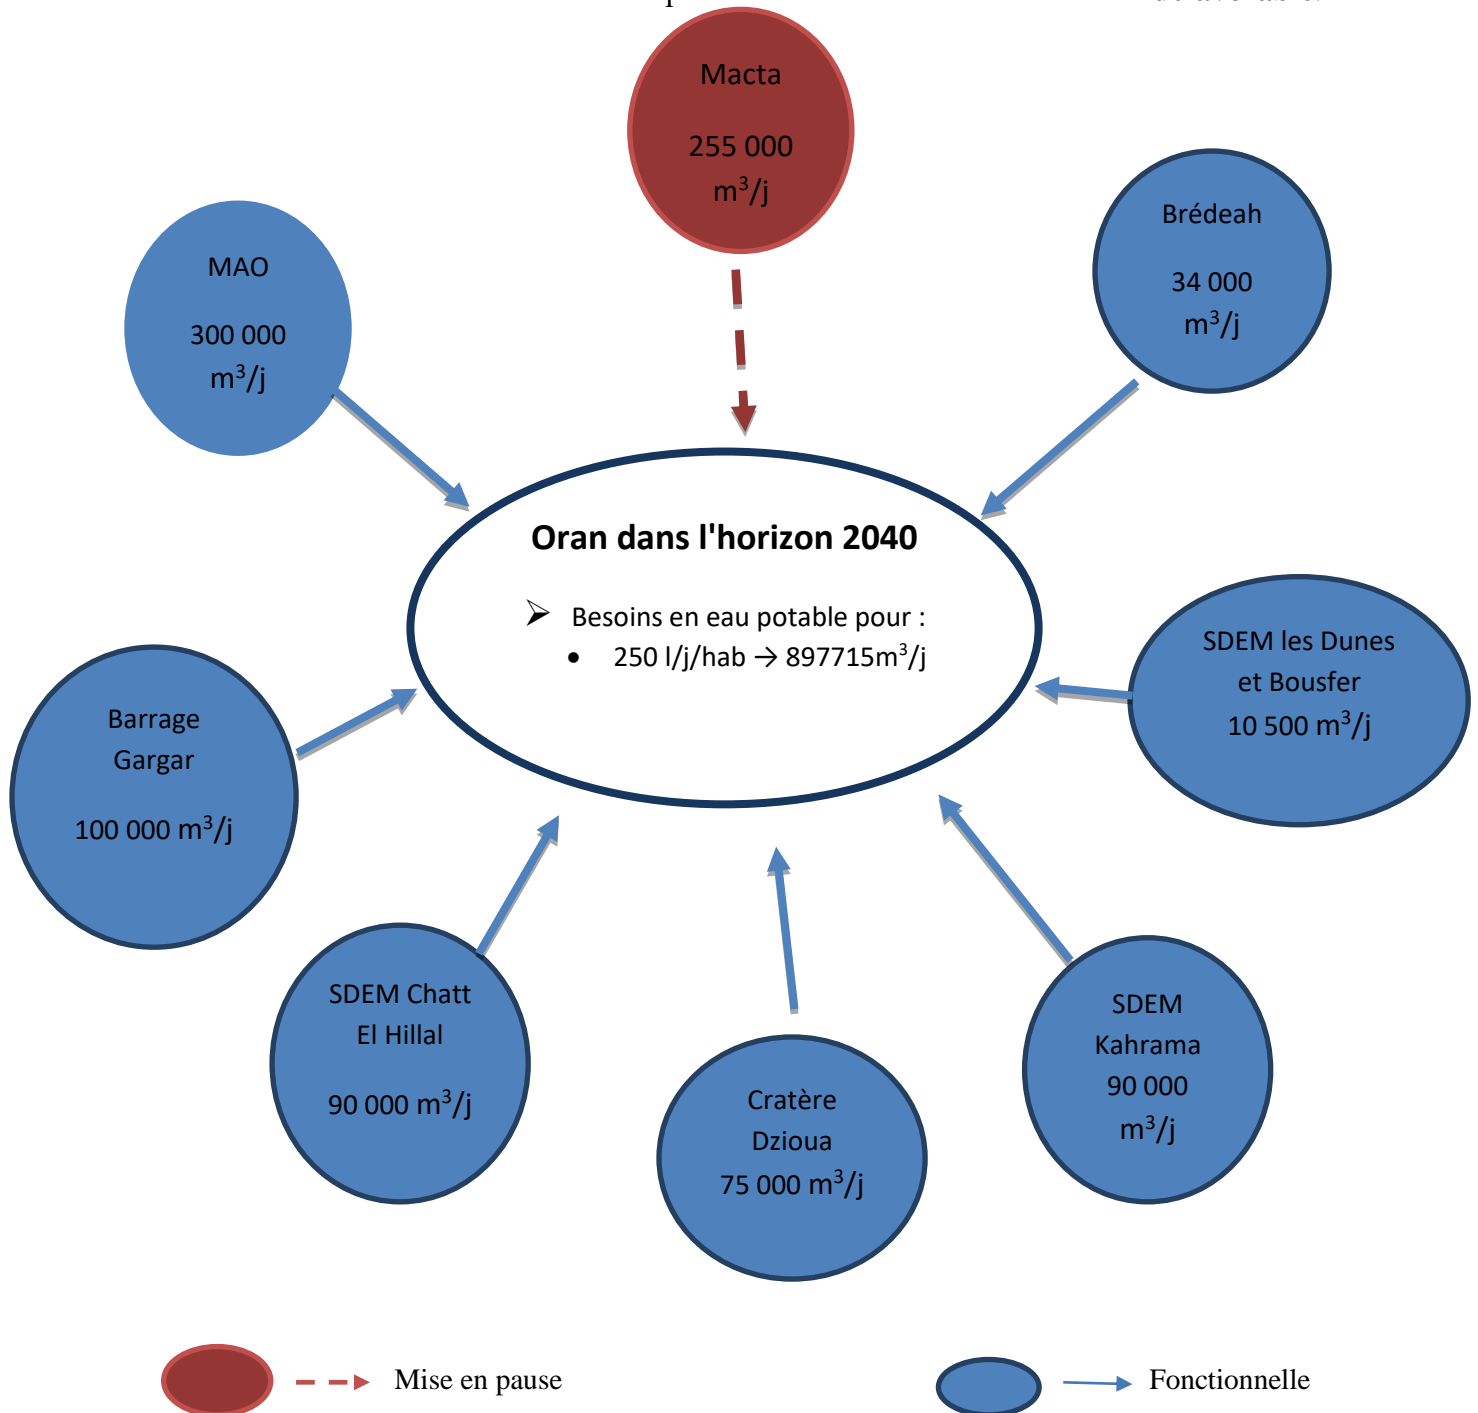 Macta
255 000
m³/j
Brédeah
34 000
m³/j
MAO
300 000
m³/j
Oran dans l'horizon 2040
➢ Besoins en eau potable pour :
• 250 l/j/hab → 897715m³/j
SDEM les Dunes
et Bousfer
10 500 m³/j
Barrage
Gargar
100 000 m³/j
SDEM Chatt
El Hillal
90 000 m³/j
Cratère
Dzioua
75 000 m³/j
SDEM
Kahrama
90 000
m³/j
Mise en pause
Fonctionnelle